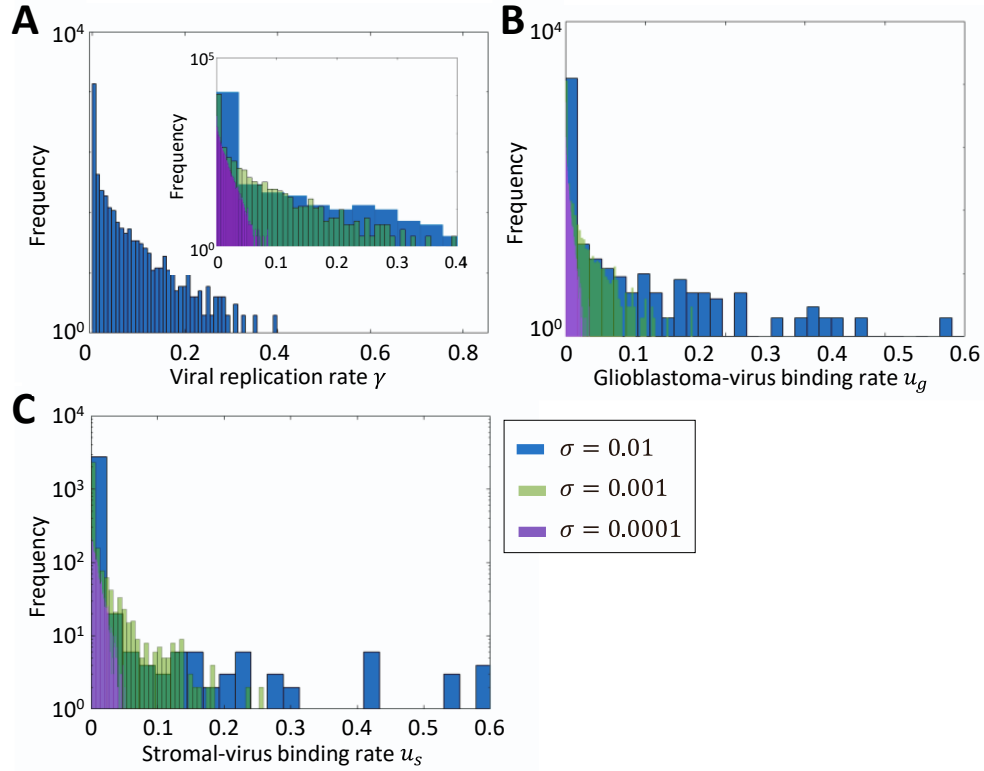 A
10⁴
10⁰
Frequency
0
0.2
0.4
0.6
0.8
Viral replication rate γ
10⁵
10⁰
Frequency
0
0.1
0.2
0.3
0.4
B
10⁴
10⁰
Frequency
0
0.1
0.2
0.3
0.4
0.5
0.6
Glioblastoma-virus binding rate u_g
C
10⁴
10³
10²
10¹
10⁰
Frequency
0
0.1
0.2
0.3
0.4
0.5
0.6
Stromal-virus binding rate u_s
σ = 0.01
σ = 0.001
σ = 0.0001